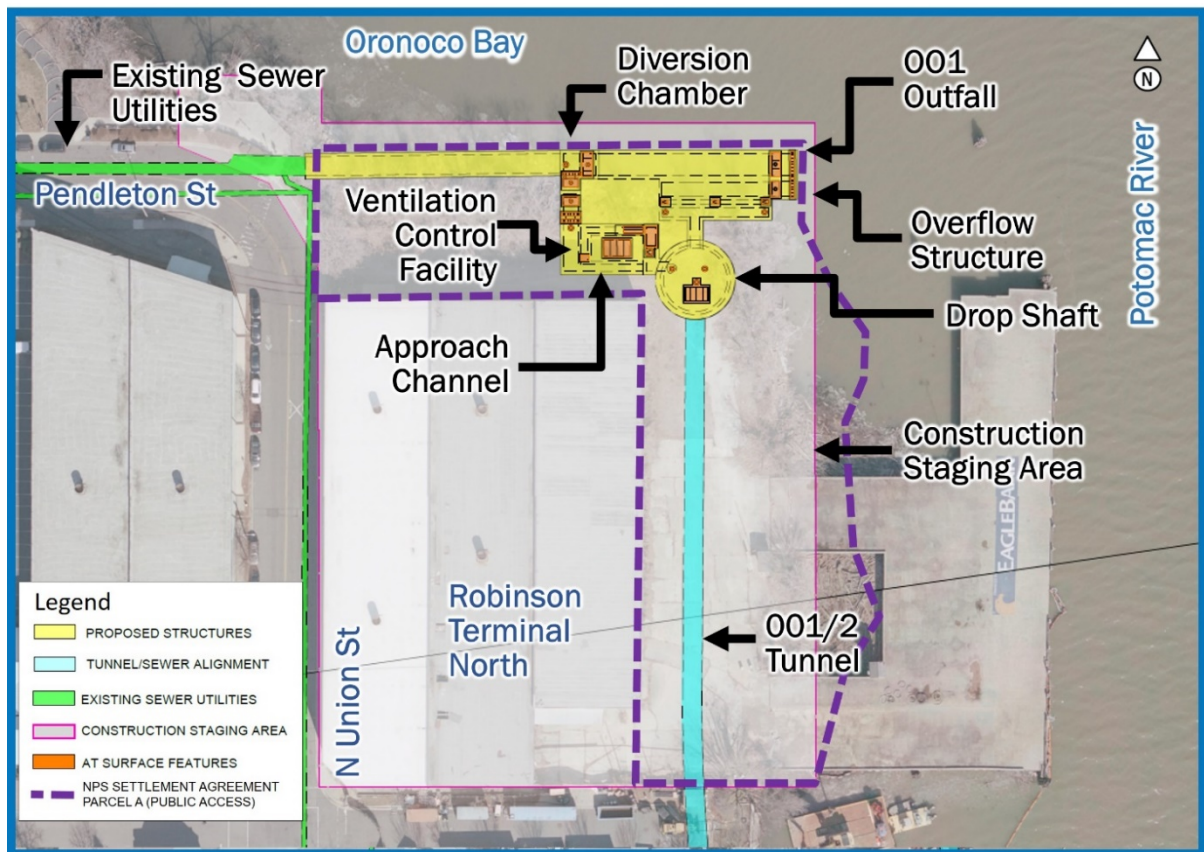 Oronoco Bay
Existing Sewer
Utilities
Diversion
Chamber
001
Outfall
N
Pendleton St
Ventilation
Control
Facility
Overflow
Structure
Potomac River
Drop Shaft
Approach
Channel
Construction
Staging Area
EAGLEBANK
Robinson
Terminal
North
001/2
Tunnel
N Union St
Legend
PROPOSED STRUCTURES
TUNNEL/SEWER ALIGNMENT
EXISTING SEWER UTILITIES
CONSTRUCTION STAGING AREA
AT SURFACE FEATURES
NPS SETTLEMENT AGREEMENT
PARCEL A (PUBLIC ACCESS)